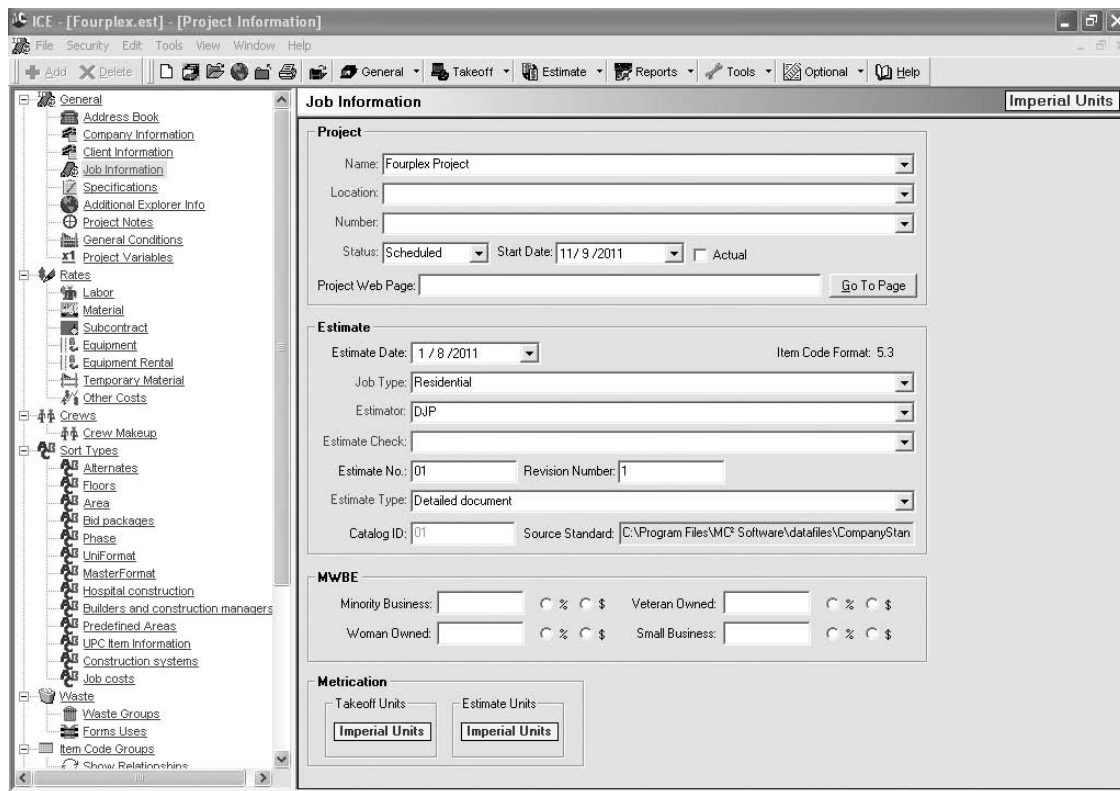 ICE - [Fourplex.est] - [Project Information]
File Security Edit Tools View Window Help
Add Delete General Takeoff Estimate Reports Tools Optional Help
General
Address Book
Company Information
Client Information
Job Information
Specifications
Additional Explorer Info
Project Notes
General Conditions
x1 Project Variables
Rates
Labor
Material
Subcontract
Equipment
Equipment Rental
Temporary Material
Other Costs
Crews
Crew Makeup
Sort Types
Alternates
Floors
Area
Bid packages
Phase
UniFormat
MasterFormat
Hospital construction
Builders and construction managers
Predefined Areas
UPC Item Information
Construction systems
Job costs
Waste
Waste Groups
Forms Uses
Item Code Groups
Show Relationships
Job Information Imperial Units
Project
Name: Fourplex Project
Location:
Number:
Status: Scheduled Start Date: 11/ 9 /2011 Actual
Project Web Page: Go To Page
Estimate
Estimate Date: 1 / 8 /2011 Item Code Format: 5.3
Job Type: Residential
Estimator: DJP
Estimate Check:
Estimate No.: 01 Revision Number: 1
Estimate Type: Detailed document
Catalog ID: 01 Source Standard: C:\Program Files\MC² Software\datafiles\CompanyStan
MWBE
Minority Business: % $ Veteran Owned: % $
Woman Owned: % $ Small Business: % $
Metrication
Takeoff Units Estimate Units
Imperial Units Imperial Units